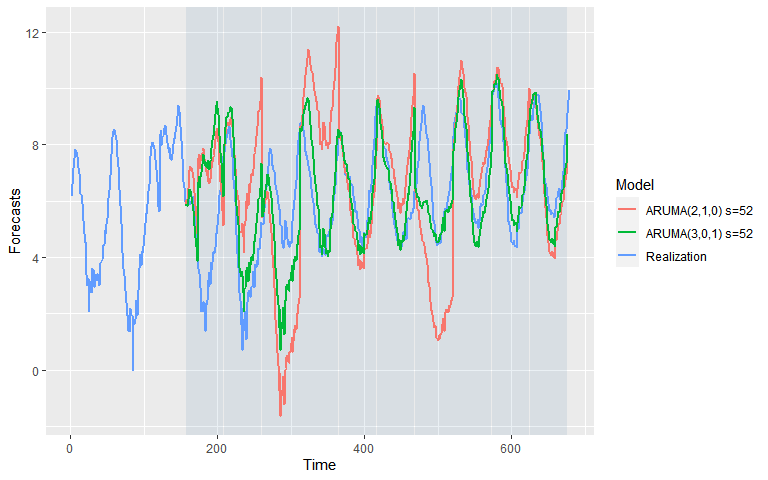 12
8
4
0
Forecasts
0
200
400
600
Time
Model
ARUMA(2,1,0) s=52
ARUMA(3,0,1) s=52
Realization